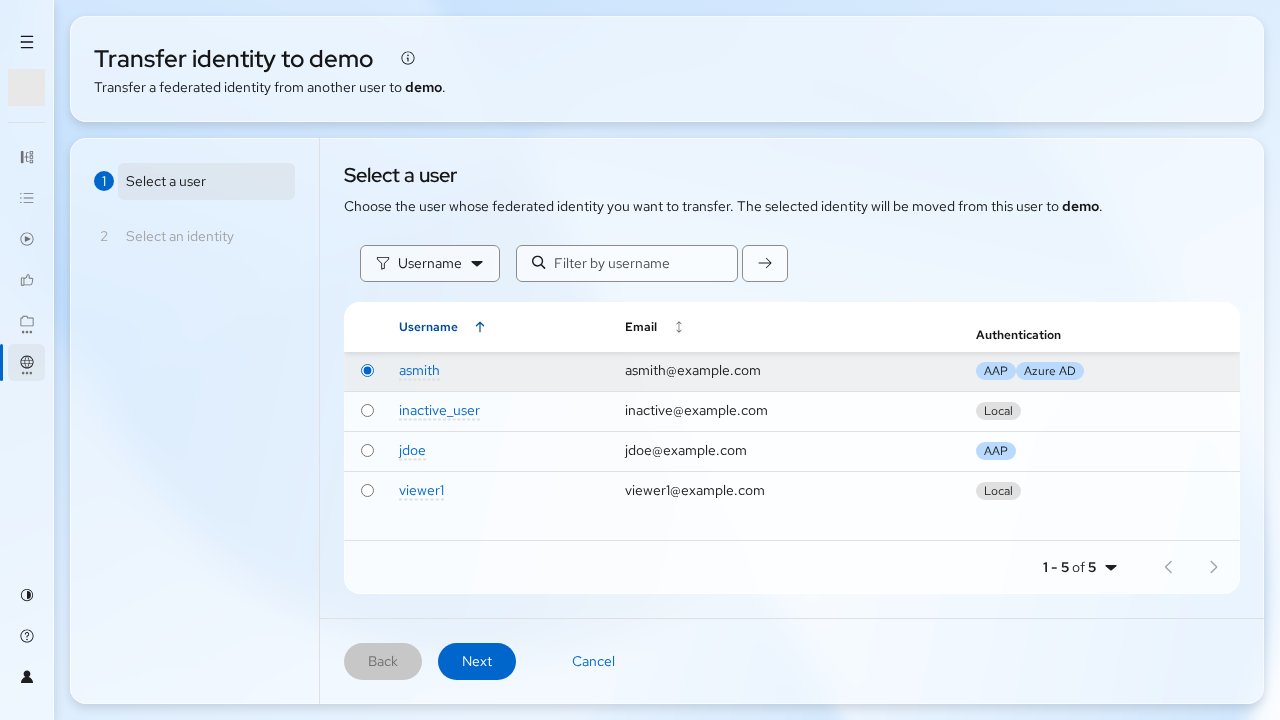 Transfer identity to demo
Transfer a federated identity from another user to demo.
1 Select a user
2 Select an identity
Select a user
Choose the user whose federated identity you want to transfer. The selected identity will be moved from this user to demo.
Username
Filter by username
Username Email Authentication
asmith asmith@example.com AAP Azure AD
inactive_user inactive@example.com Local
jdoe jdoe@example.com AAP
viewer1 viewer1@example.com Local
1 - 5 of 5
Back Next Cancel